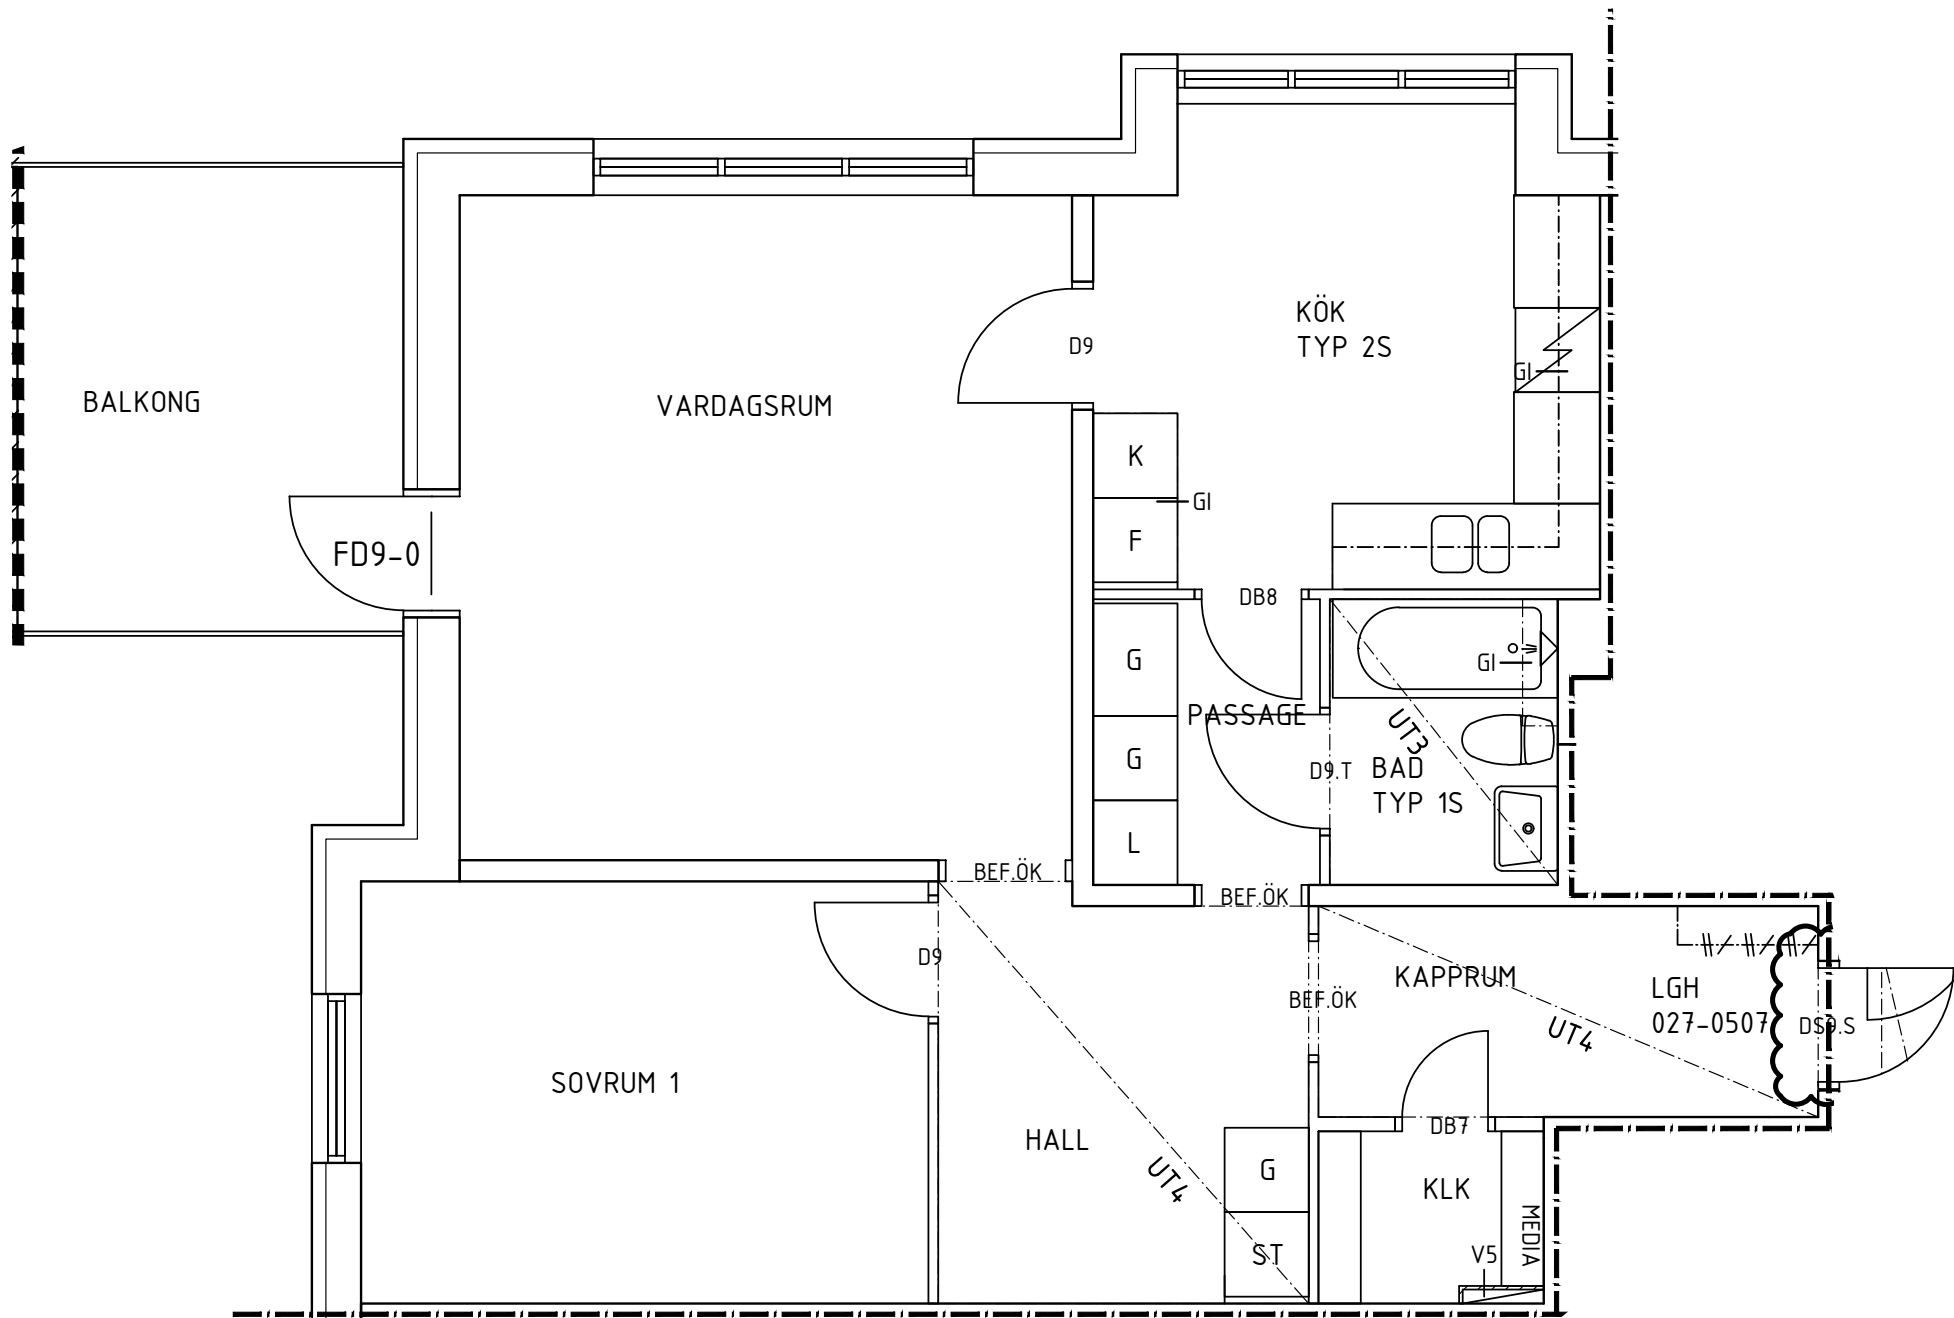 KÖK
TYP 2S
D9
GI
BALKONG
VARDAGSRUM
K
GI
F
FD9-0
DB8
G
GI
PASSAGE
UT3
G
D9.T
BAD
TYP 1S
L
BEF.ÖK
BEF.ÖK
D9
KAPPRUM
BEF.ÖK
LGH
027-0507
DS9.S
UT4
SOVRUM 1
HALL
DB7
UT4
G
KLK
MEDIA
ST
V5